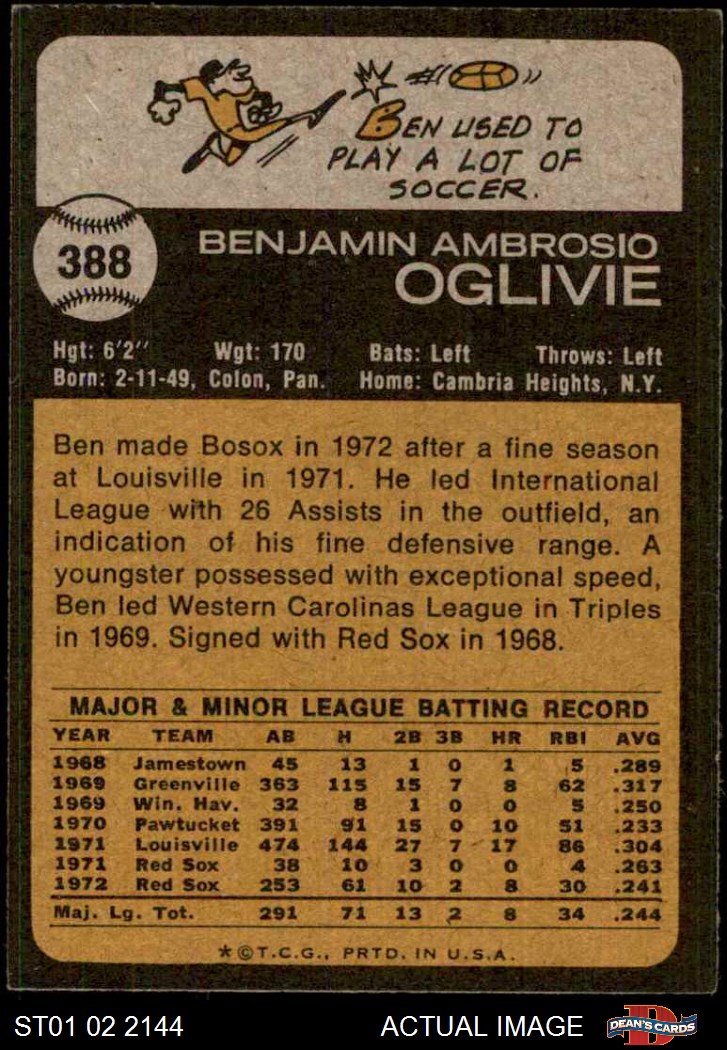 BEN USED TO
PLAY A LOT OF
SOCCER.
388
BENJAMIN AMBROSIO
OGLIVIE
Hgt: 6'2" Wgt: 170 Bats: Left Throws: Left
Born: 2-11-49, Colon, Pan. Home: Cambria Heights, N.Y.
Ben made Bosox in 1972 after a fine season
at Louisville in 1971. He led International
League with 26 Assists in the outfield, an
indication of his fine defensive range. A
youngster possessed with exceptional speed,
Ben led Western Carolinas League in Triples
in 1969. Signed with Red Sox in 1968.
MAJOR & MINOR LEAGUE BATTING RECORD
YEAR TEAM AB H 2B 3B HR RBI AVG
1968 Jamestown 45 13 1 0 1 5 .289
1969 Greenville 363 115 15 7 8 62 .317
1969 Win. Hav. 32 8 1 0 0 5 .250
1970 Pawtucket 391 91 15 0 10 51 .233
1971 Louisville 474 144 27 7 17 86 .304
1971 Red Sox 38 10 3 0 0 4 .263
1972 Red Sox 253 61 10 2 8 30 .241
Maj. Lg. Tot. 291 71 13 2 8 34 .244
*©T.C.G., PRTD. IN U.S.A.
ST01 02 2144 ACTUAL IMAGE
D
DEAN'S CARDS